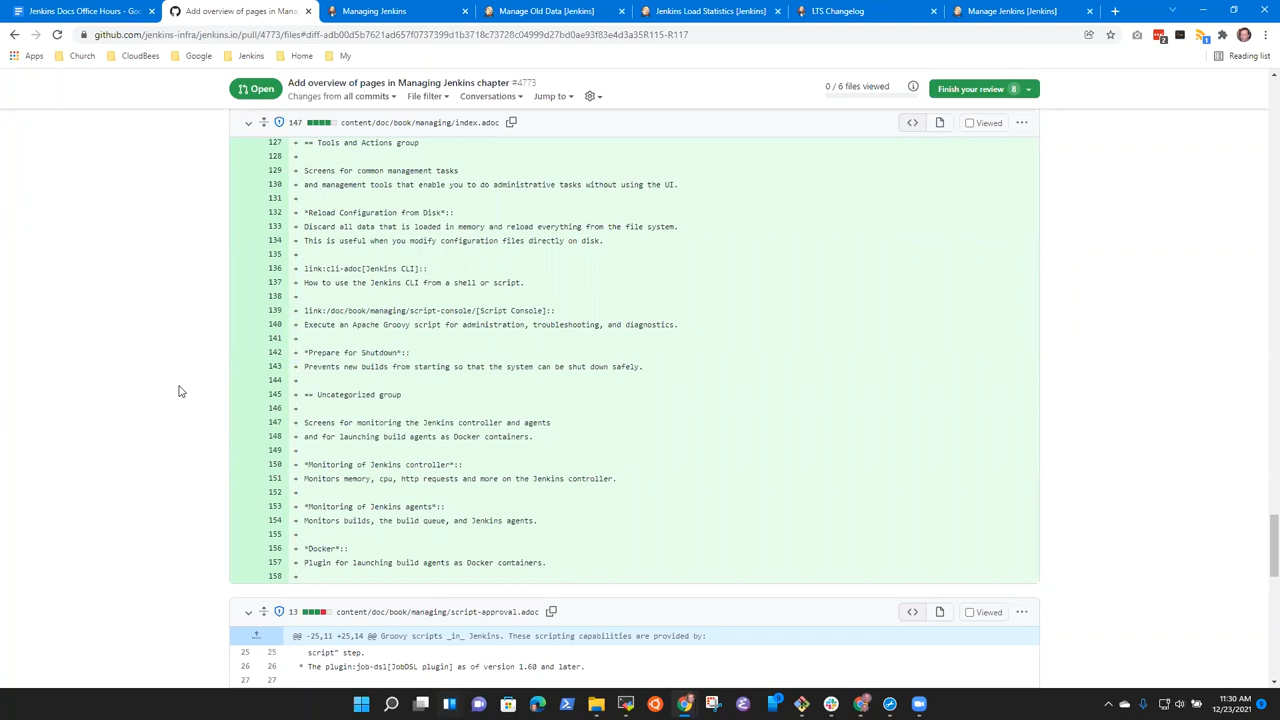 Jenkins Docs Office Hours - Goo
Add overview of pages in Mana
Managing Jenkins
Manage Old Data [Jenkins]
Jenkins Load Statistics [Jenkins]
LTS Changelog
Manage Jenkins [Jenkins]
github.com/jenkins-infra/jenkins.io/pull/4773/files#diff-adb00d5b7621ad657f0737399d1b3718c73728c04999d27bd0ae93f83e4d3a35R115-R117
Apps
Church
CloudBees
Google
Jenkins
Home
My
Reading list
Open
Add overview of pages in Managing Jenkins chapter #4773
Changes from all commits
File filter
Conversations
Jump to
0 / 6 files viewed
Finish your review 8
147 content/doc/book/managing/index.adoc
Viewed
127 + == Tools and Actions group
128 +
129 + Screens for common management tasks
130 + and management tools that enable you to do administrative tasks without using the UI.
131 +
132 + *Reload Configuration from Disk*::
133 + Discard all data that is loaded in memory and reload everything from the file system.
134 + This is useful when you modify configuration files directly on disk.
135 +
136 + link:cli-adoc[Jenkins CLI]::
137 + How to use the Jenkins CLI from a shell or script.
138 +
139 + link:/doc/book/managing/script-console/[Script Console]::
140 + Execute an Apache Groovy script for administration, troubleshooting, and diagnostics.
141 +
142 + *Prepare for Shutdown*::
143 + Prevents new builds from starting so that the system can be shut down safely.
144 +
145 + == Uncategorized group
146 +
147 + Screens for monitoring the Jenkins controller and agents
148 + and for launching build agents as Docker containers.
149 +
150 + *Monitoring of Jenkins controller*::
151 + Monitors memory, cpu, http requests and more on the Jenkins controller.
152 +
153 + *Monitoring of Jenkins agents*::
154 + Monitors builds, the build queue, and Jenkins agents.
155 +
156 + *Docker*::
157 + Plugin for launching build agents as Docker containers.
158 +
13 content/doc/book/managing/script-approval.adoc
Viewed
@@ -25,11 +25,14 @@ Groovy scripts _in_ Jenkins. These scripting capabilities are provided by:
25 25 script" step.
26 26 * The plugin:job-dsl[JobDSL plugin] as of version 1.60 and later.
27 27
11:30 AM
12/23/2021